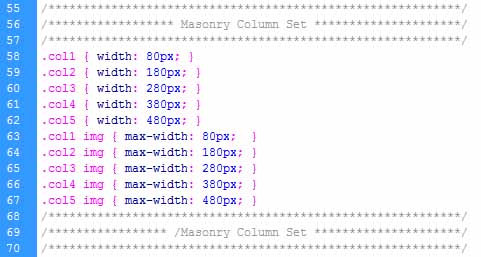 55 /***********************************************************/
56 /****************** Masonry Column Set *********************/
57 /***********************************************************/
58 .col1 { width: 80px; }
59 .col2 { width: 180px; }
60 .col3 { width: 280px; }
61 .col4 { width: 380px; }
62 .col5 { width: 480px; }
63 .col1 img { max-width: 80px;  }
64 .col2 img { max-width: 180px; }
65 .col3 img { max-width: 280px; }
66 .col4 img { max-width: 380px; }
67 .col5 img { max-width: 480px; }
68 /***********************************************************/
69 /***************** /Masonry Column Set *********************/
70 /***********************************************************/